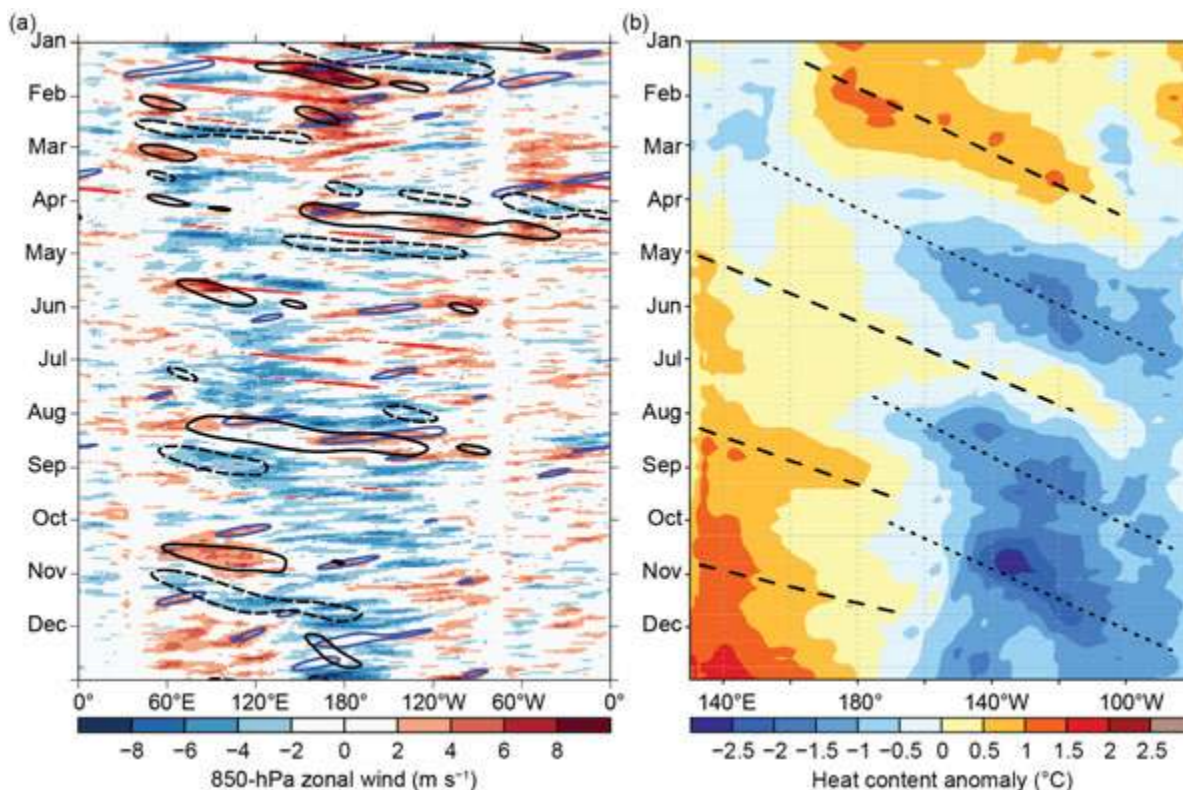 (a)
Jan
Feb
Mar
Apr
May
Jun
Jul
Aug
Sep
Oct
Nov
Dec
0° 60°E 120°E 180° 120°W 60°W 0°
−8 −6 −4 −2 0 2 4 6 8
850-hPa zonal wind (m s⁻¹)
(b)
Jan
Feb
Mar
Apr
May
Jun
Jul
Aug
Sep
Oct
Nov
Dec
140°E 180° 140°W 100°W
−2.5 −2 −1.5 −1 −0.5 0 0.5 1 1.5 2 2.5
Heat content anomaly (°C)